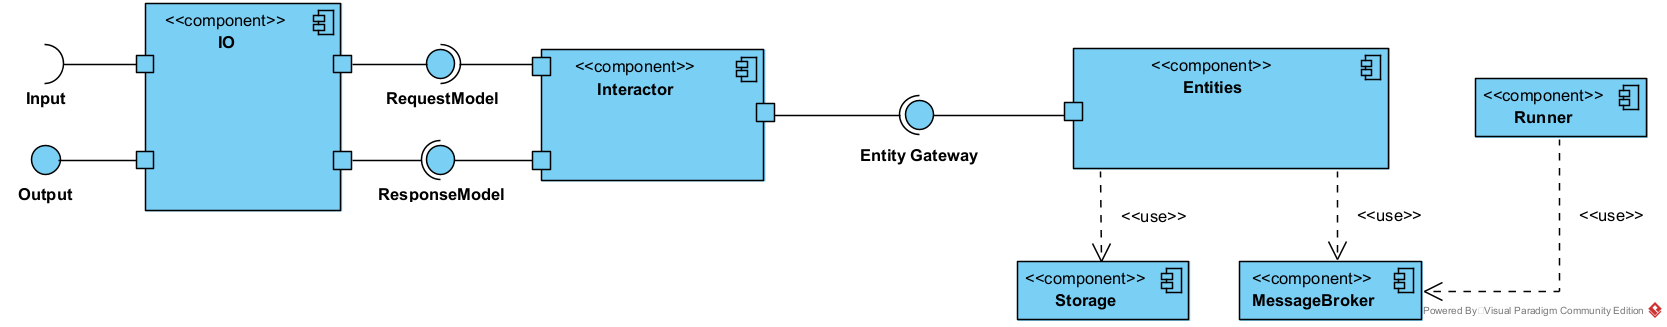 <<component>>
IO
Input
Output
RequestModel
ResponseModel
<<component>>
Interactor
Entity Gateway
<<component>>
Entities
<<component>>
Runner
<<use>>
<<use>>
<<use>>
<<component>>
Storage
<<component>>
MessageBroker
Powered By□Visual Paradigm Community Edition